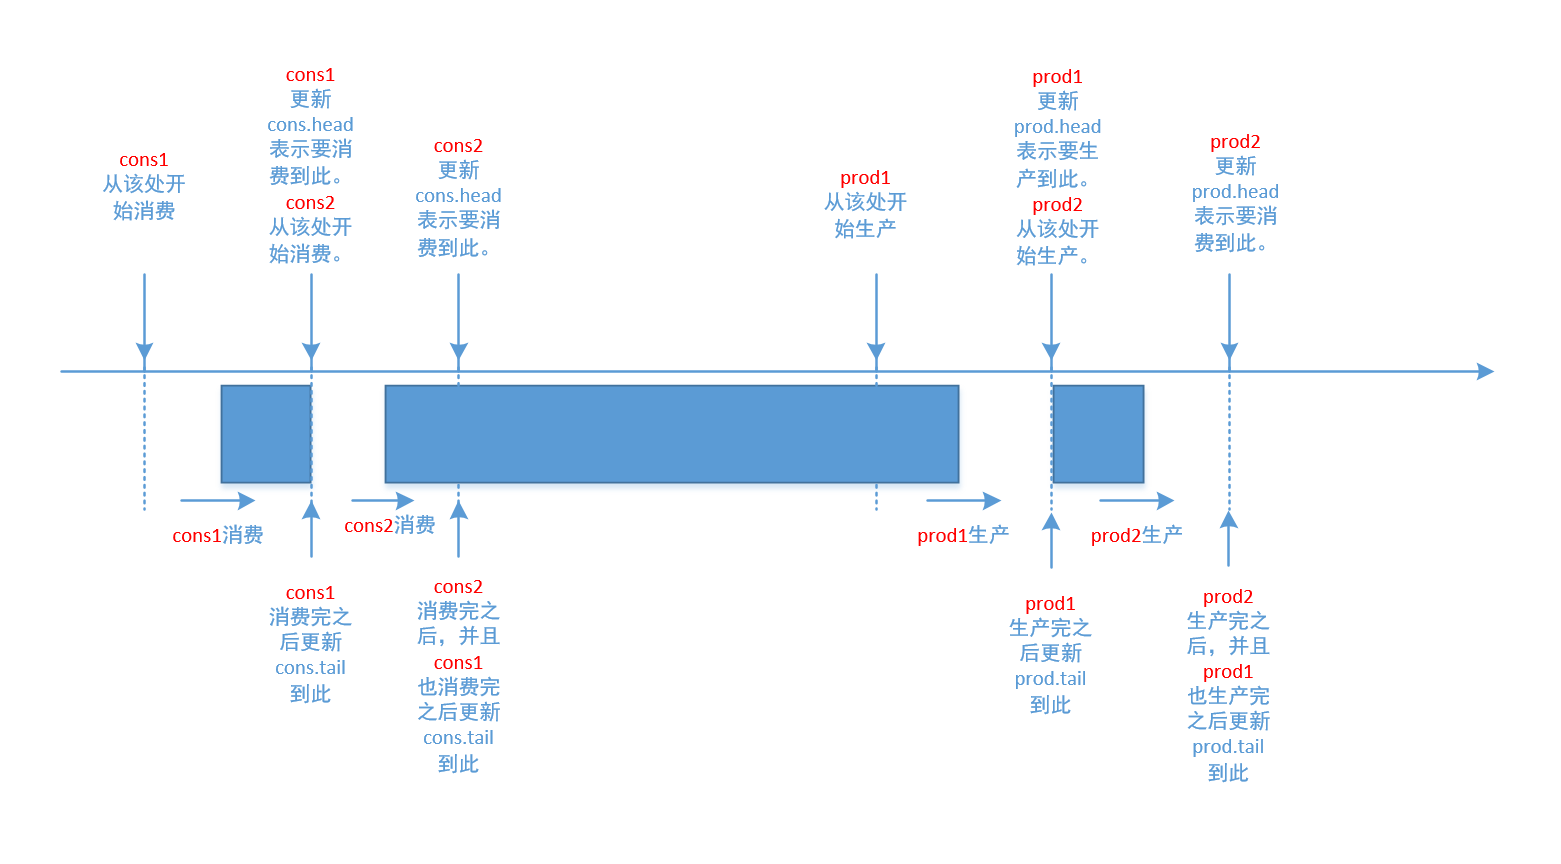 cons1
从该处开
始消费
cons1
更新
cons.head
表示要消
费到此。
cons2
从该处开
始消费。
cons2
更新
cons.head
表示要消
费到此。
prod1
从该处开
始生产
prod1
更新
prod.head
表示要生
产到此。
prod2
从该处开
始生产。
prod2
更新
prod.head
表示要消
费到此。
cons1消费
cons2消费
prod1生产
prod2生产
cons1
消费完之
后更新
cons.tail
到此
cons2
消费完之
后，并且
cons1
也消费完
之后更新
cons.tail
到此
prod1
生产完之
后更新
prod.tail
到此
prod2
生产完之
后，并且
prod1
也生产完
之后更新
prod.tail
到此